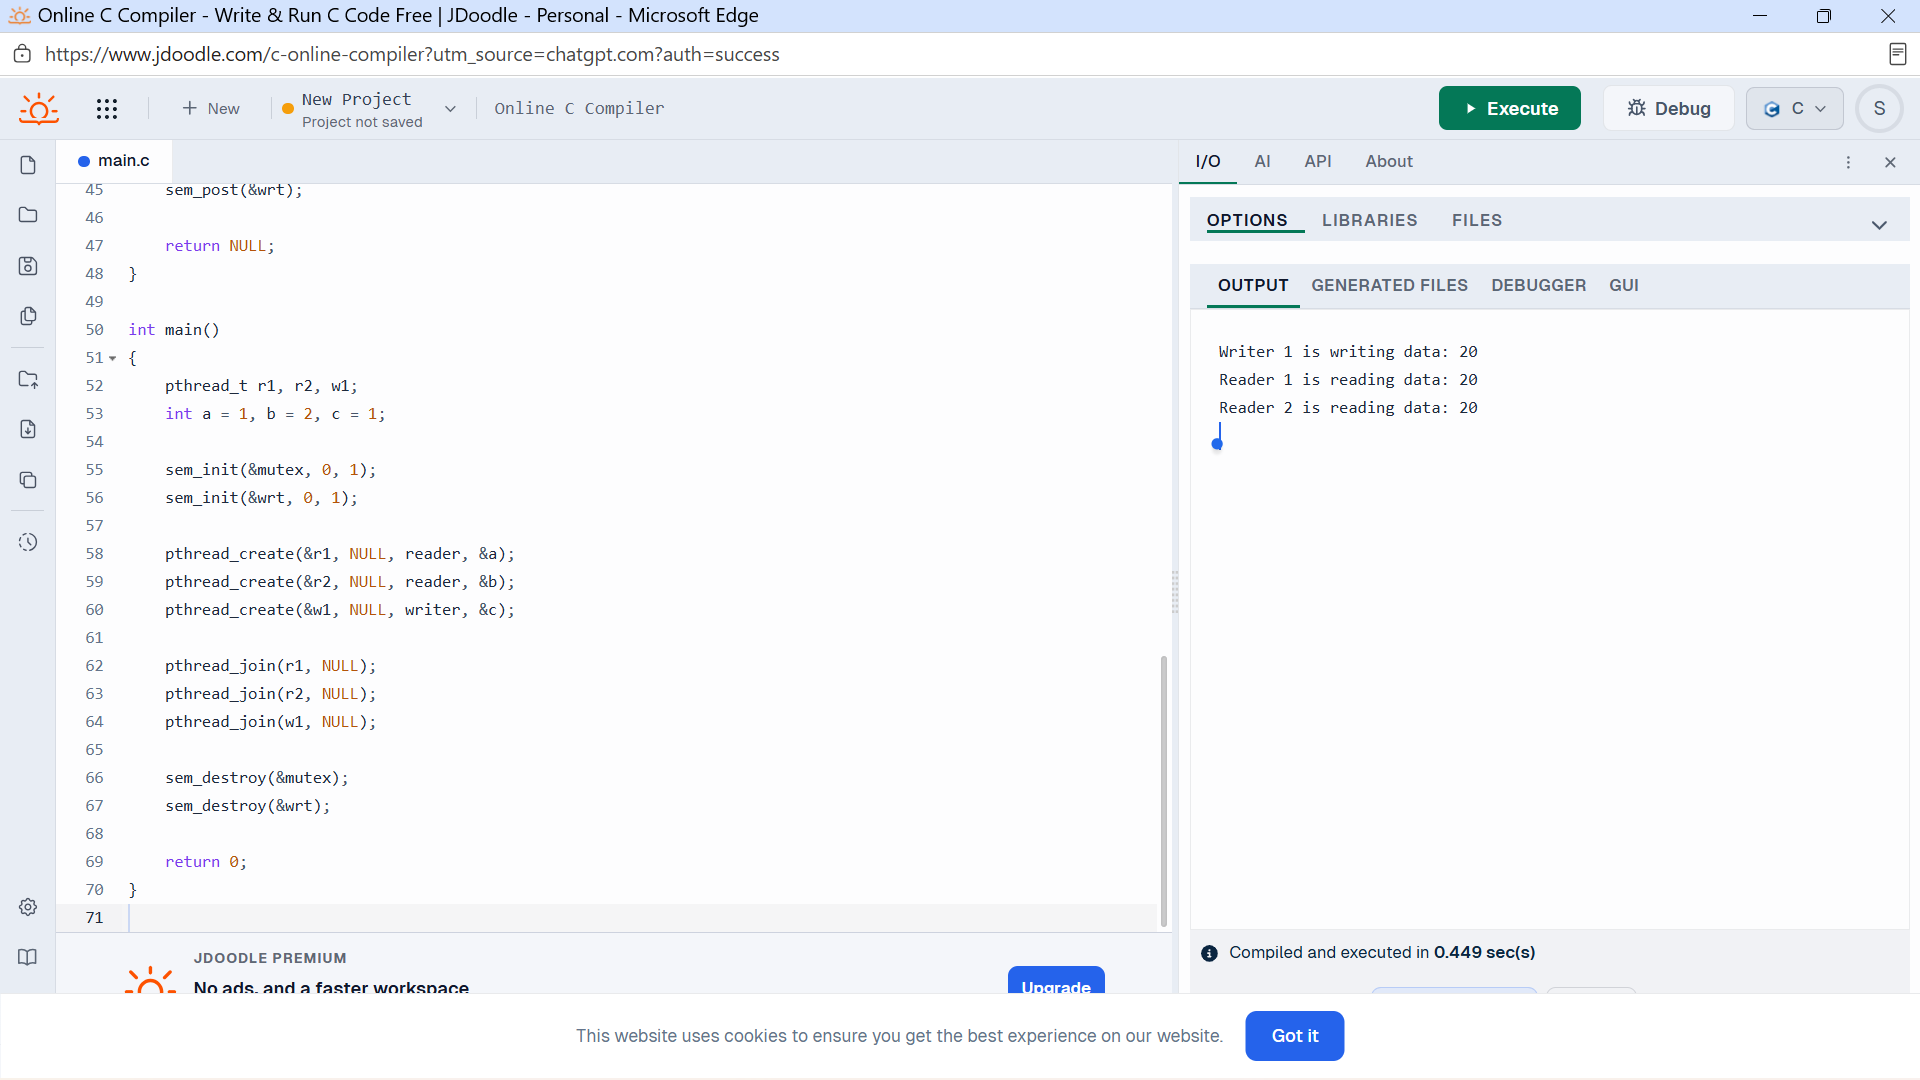 Online C Compiler - Write & Run C Code Free | JDoodle - Personal - Microsoft Edge
https://www.jdoodle.com/c-online-compiler?utm_source=chatgpt.com?auth=success
New
New Project
Project not saved
Online C Compiler
Execute
Debug
C
S
main.c
I/O AI API About
45 sem_post(&wrt);
46
47 return NULL;
48 }
49
50 int main()
51 {
52 pthread_t r1, r2, w1;
53 int a = 1, b = 2, c = 1;
54
55 sem_init(&mutex, 0, 1);
56 sem_init(&wrt, 0, 1);
57
58 pthread_create(&r1, NULL, reader, &a);
59 pthread_create(&r2, NULL, reader, &b);
60 pthread_create(&w1, NULL, writer, &c);
61
62 pthread_join(r1, NULL);
63 pthread_join(r2, NULL);
64 pthread_join(w1, NULL);
65
66 sem_destroy(&mutex);
67 sem_destroy(&wrt);
68
69 return 0;
70 }
71
OPTIONS LIBRARIES FILES
OUTPUT GENERATED FILES DEBUGGER GUI
Writer 1 is writing data: 20
Reader 1 is reading data: 20
Reader 2 is reading data: 20
Compiled and executed in 0.449 sec(s)
JDOODLE PREMIUM
No ads, and a faster workspace
Upgrade
This website uses cookies to ensure you get the best experience on our website.
Got it